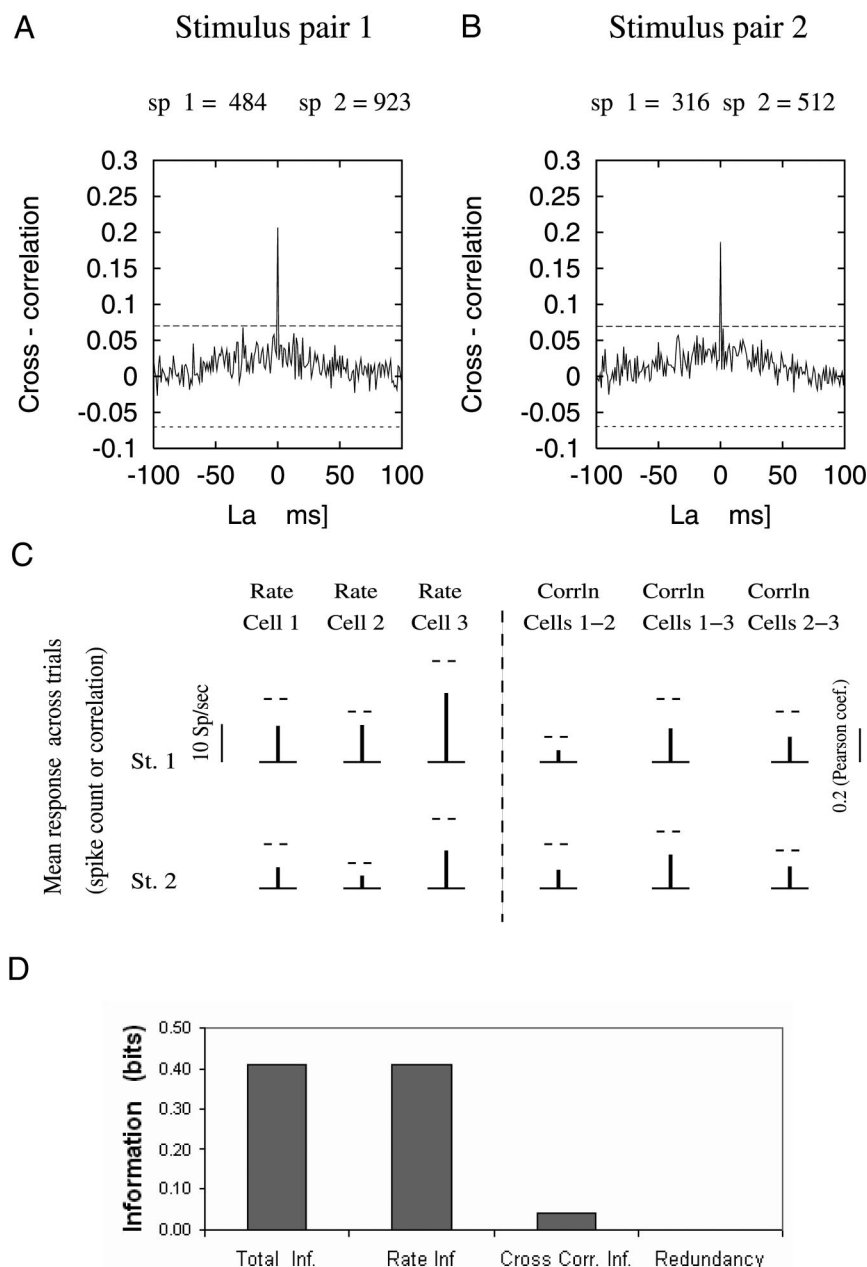 A Stimulus pair 1
sp 1 = 484 sp 2 = 923
0.3
0.25
0.2
0.15
0.1
0.05
0
-0.05
-0.1
Cross - correlation
-100 -50 0 50 100
La ms]
B Stimulus pair 2
sp 1 = 316 sp 2 = 512
0.3
0.25
0.2
0.15
0.1
0.05
0
-0.05
-0.1
Cross - correlation
-100 -50 0 50 100
La ms]
C
Rate Rate Rate Corrln Corrln Corrln
Cell 1 Cell 2 Cell 3 Cells 1–2 Cells 1–3 Cells 2–3
Mean response across trials
(spike count or correlation)
10 Sp/sec
St. 1
St. 2
0.2 (Pearson coef.)
D
Information (bits)
0.50
0.40
0.30
0.20
0.10
0.00
Total Inf. Rate Inf Cross Corr. Inf. Redundancy